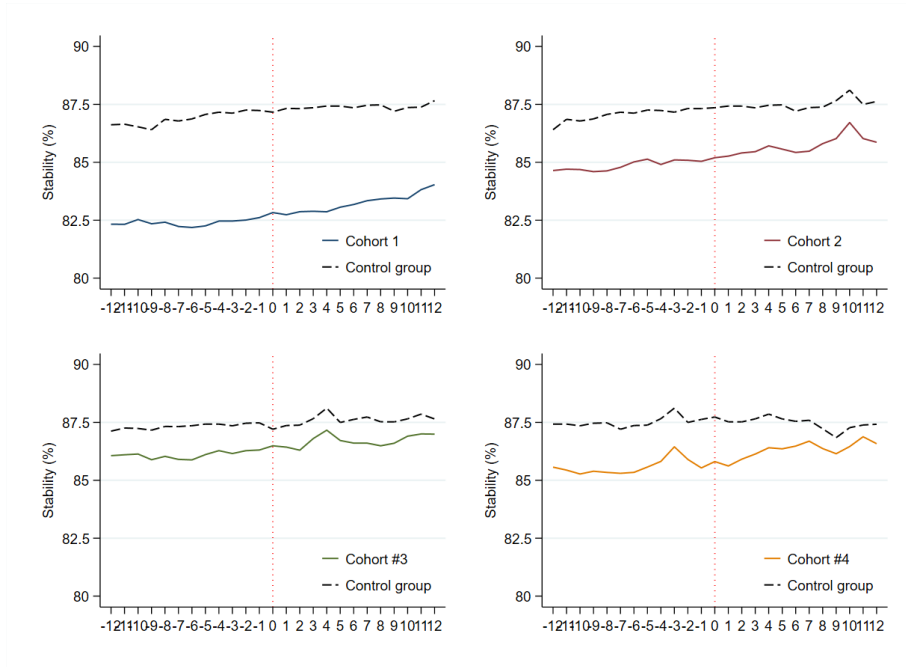 90
87.5
85
82.5
80
Stability (%)
Cohort 1
Control group
-12-11-10-9-8-7-6-5-4-3-2-1 0 1 2 3 4 5 6 7 8 9 10 11 12
90
87.5
85
82.5
80
Stability (%)
Cohort 2
Control group
-12-11-10-9-8-7-6-5-4-3-2-1 0 1 2 3 4 5 6 7 8 9 10 11 12
90
87.5
85
82.5
80
Stability (%)
Cohort #3
Control group
-12-11-10-9-8-7-6-5-4-3-2-1 0 1 2 3 4 5 6 7 8 9 10 11 12
90
87.5
85
82.5
80
Stability (%)
Cohort #4
Control group
-12-11-10-9-8-7-6-5-4-3-2-1 0 1 2 3 4 5 6 7 8 9 10 11 12